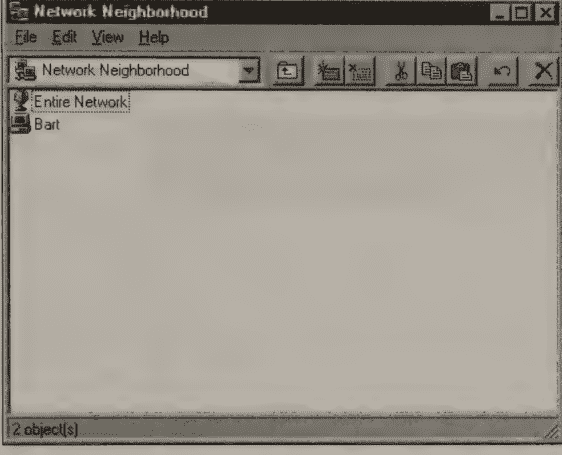 Network Neighborhood
File Edit View Help
Network Neighborhood
Entire Network
Bart
2 object(s)